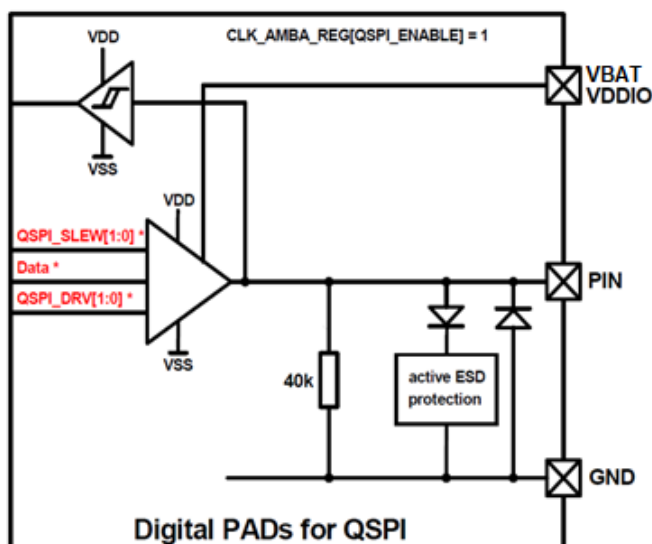 VDD
CLK_AMBA_REG[QSPI_ENABLE] = 1
VBAT
VDDIO
VSS
VDD
QSPI_SLEW[1:0] *
Data *
QSPI_DRV[1:0] *
PIN
VSS
40k
active ESD
protection
GND
Digital PADs for QSPI